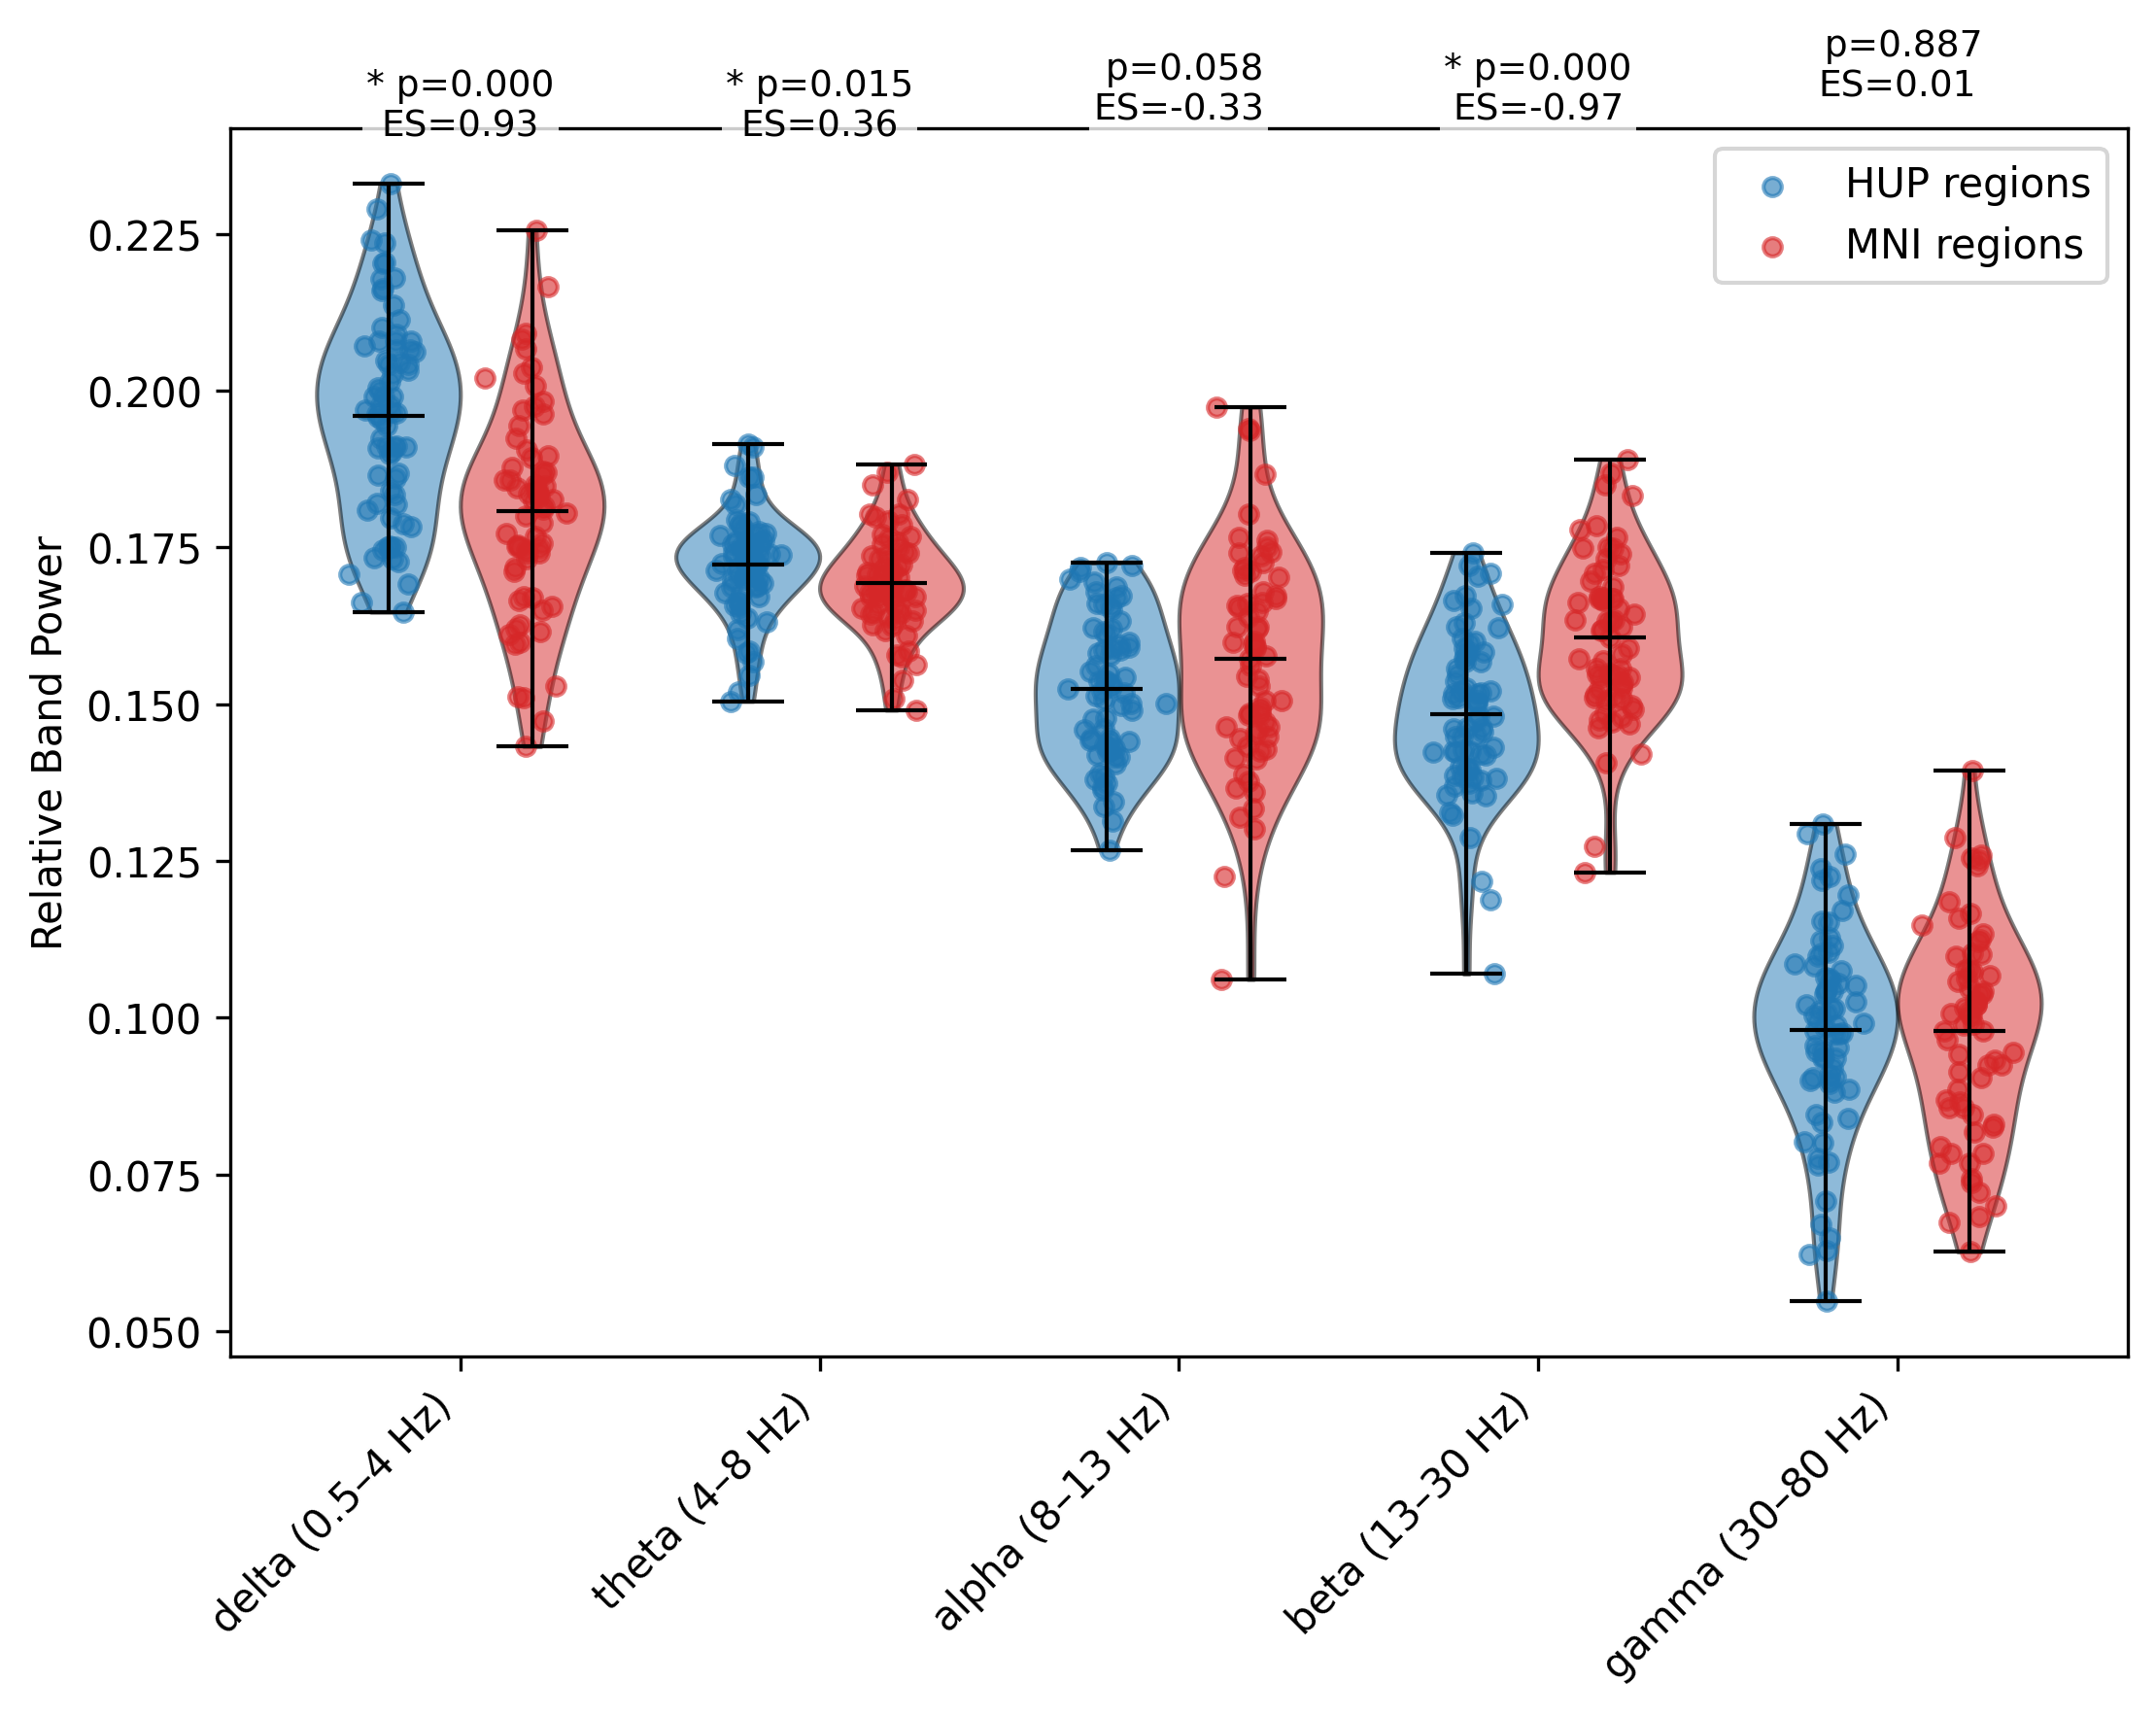 * p=0.000
ES=0.93
* p=0.015
ES=0.36
p=0.058
ES=-0.33
* p=0.000
ES=-0.97
p=0.887
ES=0.01
HUP regions
MNI regions
Relative Band Power
0.225
0.200
0.175
0.150
0.125
0.100
0.075
0.050
delta (0.5–4 Hz)
theta (4–8 Hz)
alpha (8–13 Hz)
beta (13–30 Hz)
gamma (30–80 Hz)